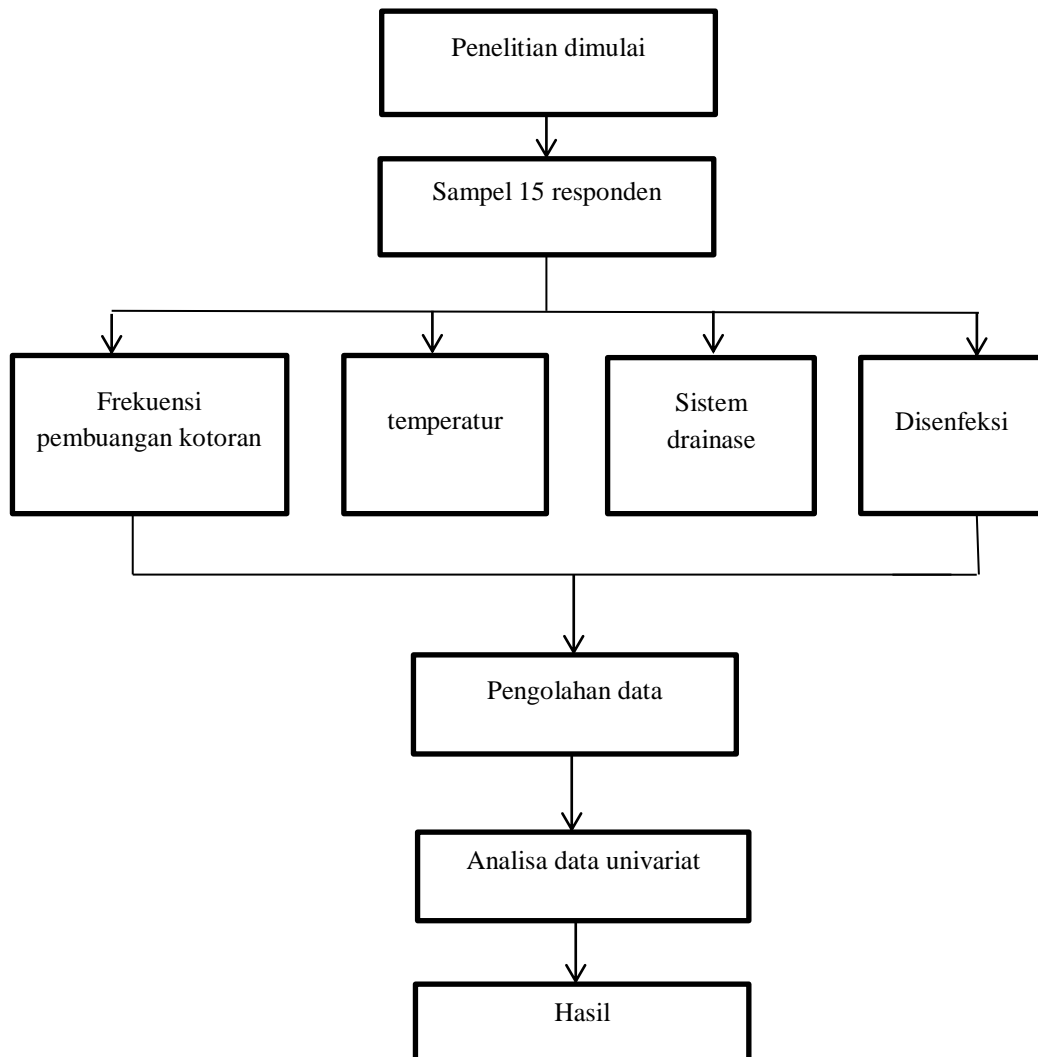 Penelitian dimulai
Sampel 15 responden
Frekuensi
pembuangan kotoran
temperatur
Sistem
drainase
Disenfeksi
Pengolahan data
Analisa data univariat
Hasil